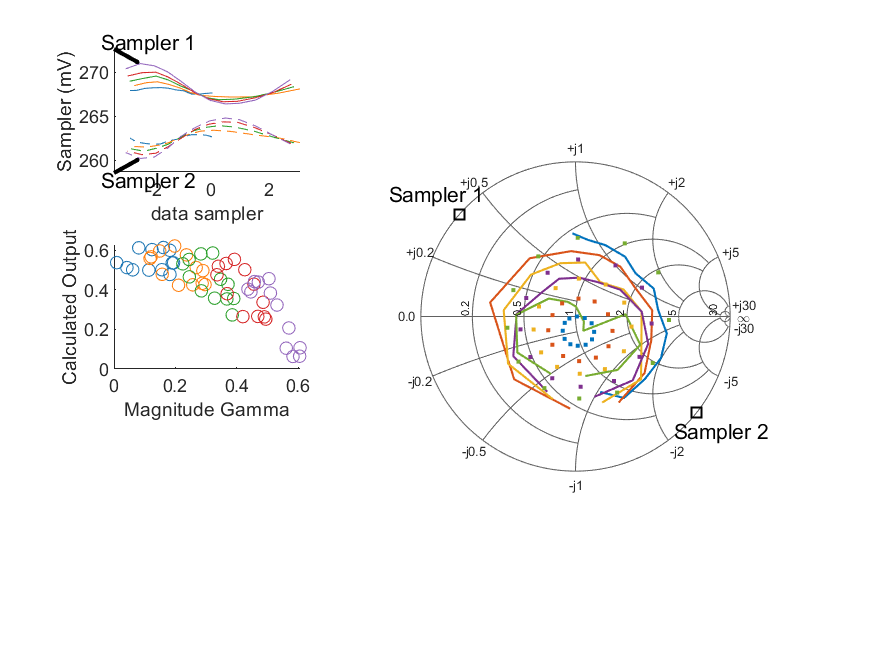 Sampler 1
270
265
260
Sampler (mV)
Sampler 2
-2
0
2
data sampler
0.6
0.4
0.2
0
Calculated Output
0
0.2
0.4
0.6
Magnitude Gamma
+j1
+j0.5
+j2
Sampler 1
+j0.2
+j5
0.0
0.2
0.5
1
2
5
30
+j30
∞
-j30
-j0.2
-j5
Sampler 2
-j0.5
-j2
-j1